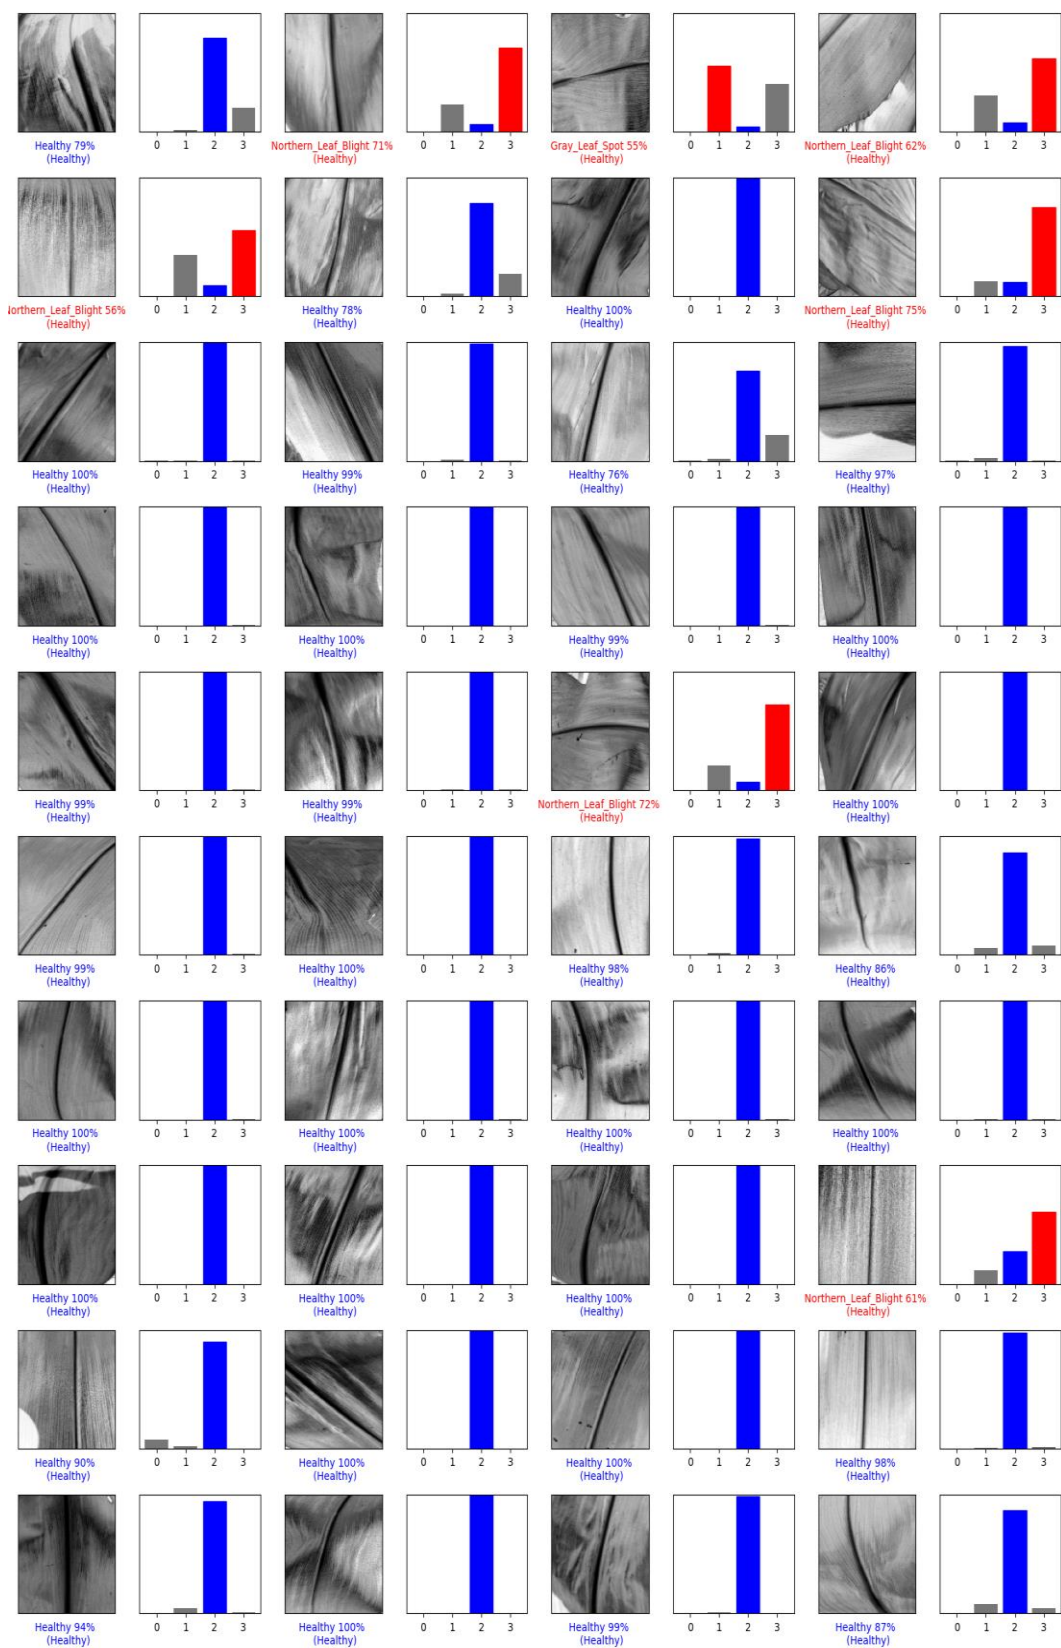 0 1 2 3 0 1 2 3 0 1 2 3 0 1 2 3
Healthy 79% Northern_Leaf_Blight 71% Gray_Leaf_Spot 55% Northern_Leaf_Blight 62%
(Healthy) (Healthy) (Healthy) (Healthy)
0 1 2 3 0 1 2 3 0 1 2 3 0 1 2 3
Northern_Leaf_Blight 56% Healthy 78% Healthy 100% Northern_Leaf_Blight 75%
(Healthy) (Healthy) (Healthy) (Healthy)
0 1 2 3 0 1 2 3 0 1 2 3 0 1 2 3
Healthy 100% Healthy 99% Healthy 76% Healthy 97%
(Healthy) (Healthy) (Healthy) (Healthy)
0 1 2 3 0 1 2 3 0 1 2 3 0 1 2 3
Healthy 100% Healthy 100% Healthy 99% Healthy 100%
(Healthy) (Healthy) (Healthy) (Healthy)
0 1 2 3 0 1 2 3 0 1 2 3 0 1 2 3
Healthy 99% Healthy 99% Northern_Leaf_Blight 72% Healthy 100%
(Healthy) (Healthy) (Healthy) (Healthy)
0 1 2 3 0 1 2 3 0 1 2 3 0 1 2 3
Healthy 99% Healthy 100% Healthy 98% Healthy 86%
(Healthy) (Healthy) (Healthy) (Healthy)
0 1 2 3 0 1 2 3 0 1 2 3 0 1 2 3
Healthy 100% Healthy 100% Healthy 100% Healthy 100%
(Healthy) (Healthy) (Healthy) (Healthy)
0 1 2 3 0 1 2 3 0 1 2 3 0 1 2 3
Healthy 100% Healthy 100% Healthy 100% Northern_Leaf_Blight 61%
(Healthy) (Healthy) (Healthy) (Healthy)
0 1 2 3 0 1 2 3 0 1 2 3 0 1 2 3
Healthy 90% Healthy 100% Healthy 100% Healthy 98%
(Healthy) (Healthy) (Healthy) (Healthy)
0 1 2 3 0 1 2 3 0 1 2 3 0 1 2 3
Healthy 94% Healthy 100% Healthy 99% Healthy 87%
(Healthy) (Healthy) (Healthy) (Healthy)